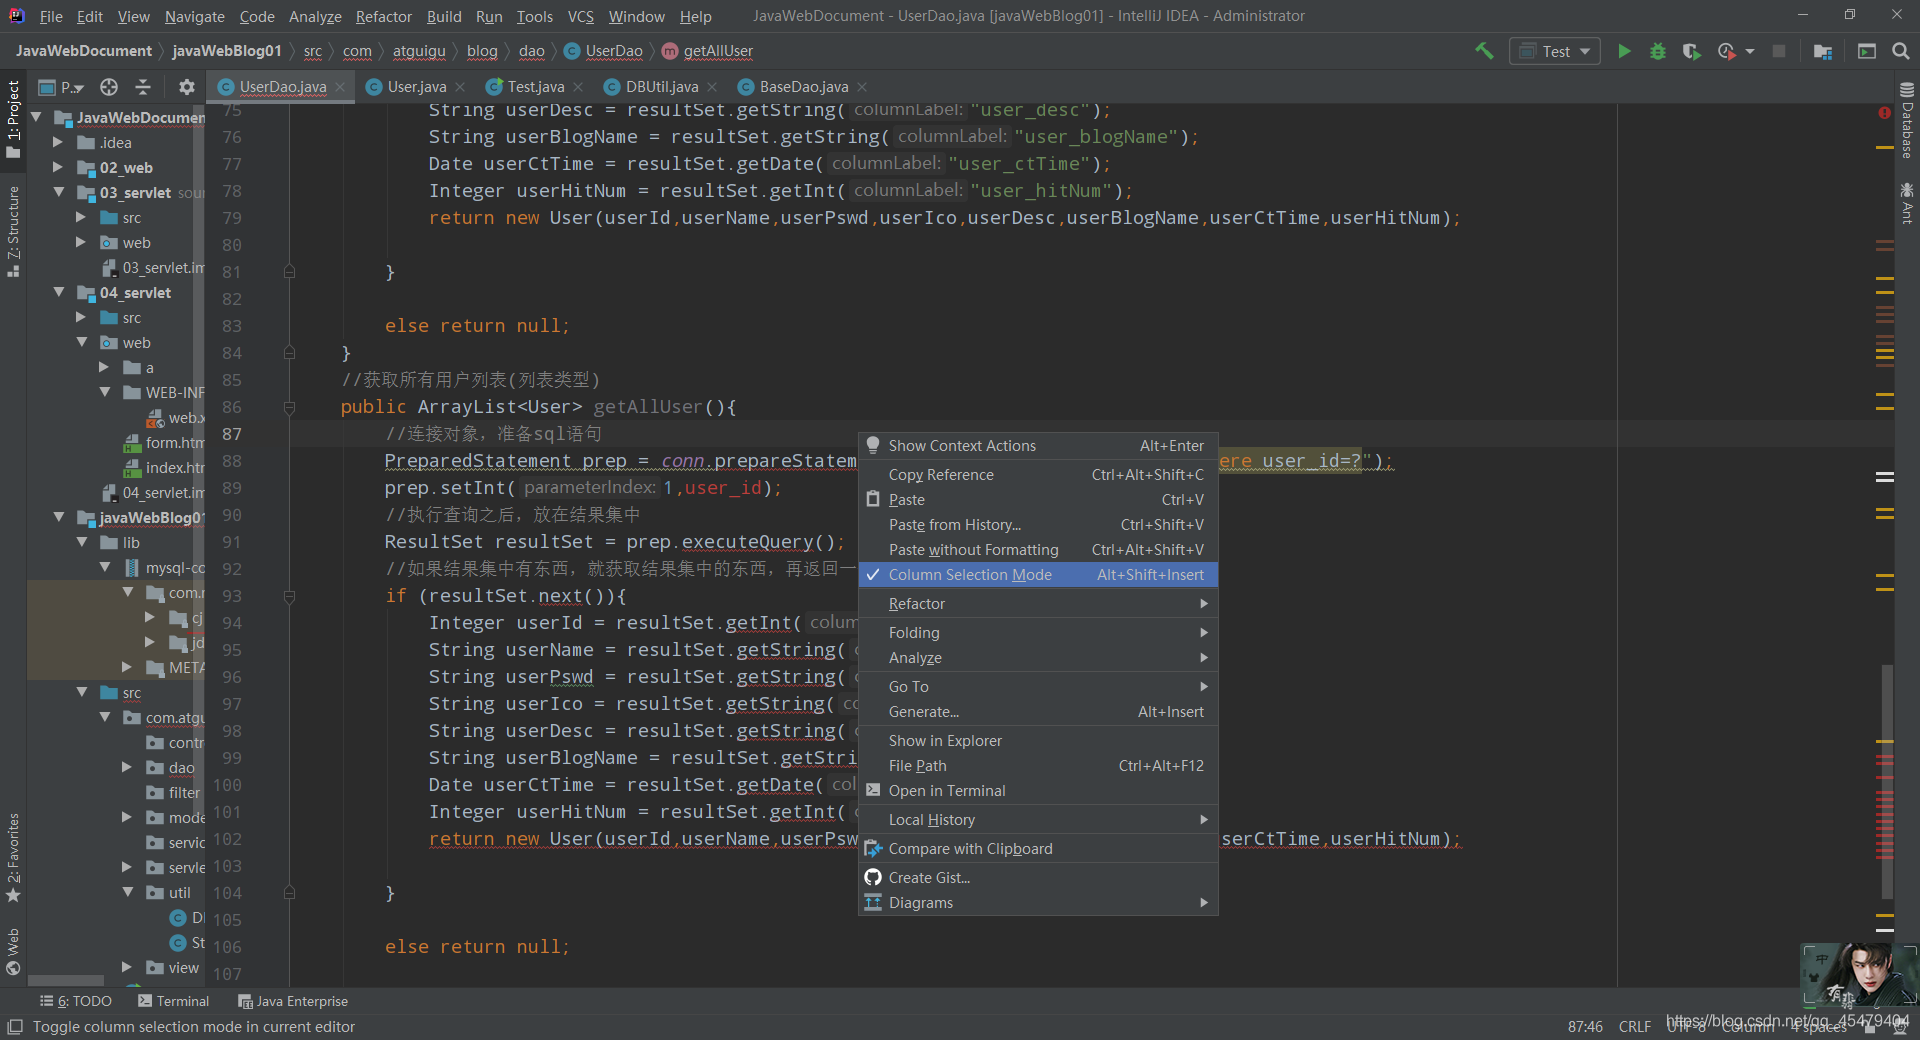 File Edit View Navigate Code Analyze Refactor Build Run Tools VCS Window Help JavaWebDocument - UserDao.java [javaWebBlog01] - IntelliJ IDEA - Administrator
JavaWebDocument javaWebBlog01 src com atguigu blog dao UserDao getAllUser Test
P.. UserDao.java User.java Test.java DBUtil.java BaseDao.java
1: Project
7: Structure
2: Favorites
Web
JavaWebDocumen
.idea
02_web
03_servlet sour
src
web
03_servlet.im
04_servlet
src
web
a
WEB-INF
web.x
form.htm
index.htm
04_servlet.im
javaWebBlog01
lib
mysql-co
com.m
cj
jd
META
src
com.atgu
contr
dao
filter
mode
servic
servle
util
DI
St
view
75 String userDesc = resultSet.getString( columnLabel: "user_desc");
76 String userBlogName = resultSet.getString( columnLabel: "user_blogName");
77 Date userCtTime = resultSet.getDate( columnLabel: "user_ctTime");
78 Integer userHitNum = resultSet.getInt( columnLabel: "user_hitNum");
79 return new User(userId,userName,userPswd,userIco,userDesc,userBlogName,userCtTime,userHitNum);
80
81 }
82
83 else return null;
84 }
85 //获取所有用户列表(列表类型)
86 public ArrayList<User> getAllUser(){
87 //连接对象，准备sql语句
88 PreparedStatement prep = conn.prepareStatem ere user_id=?");
89 prep.setInt( parameterIndex: 1,user_id);
90 //执行查询之后，放在结果集中
91 ResultSet resultSet = prep.executeQuery();
92 //如果结果集中有东西，就获取结果集中的东西，再返回一
93 if (resultSet.next()){
94 Integer userId = resultSet.getInt( colum
95 String userName = resultSet.getString( c
96 String userPswd = resultSet.getString( c
97 String userIco = resultSet.getString( co
98 String userDesc = resultSet.getString( c
99 String userBlogName = resultSet.getStri
100 Date userCtTime = resultSet.getDate( col
101 Integer userHitNum = resultSet.getInt( c
102 return new User(userId,userName,userPsw serCtTime,userHitNum);
103
104 }
105
106 else return null;
107
Show Context Actions Alt+Enter
Copy Reference Ctrl+Alt+Shift+C
Paste Ctrl+V
Paste from History... Ctrl+Shift+V
Paste without Formatting Ctrl+Alt+Shift+V
Column Selection Mode Alt+Shift+Insert
Refactor
Folding
Analyze
Go To
Generate... Alt+Insert
Show in Explorer
File Path Ctrl+Alt+F12
Open in Terminal
Local History
Compare with Clipboard
Create Gist...
Diagrams
Database
Ant
中
有翡
6: TODO Terminal Java Enterprise
Toggle column selection mode in current editor 87:46 CRLF UTF-8 Column 4 spaces
https://blog.csdn.net/qq_45479404